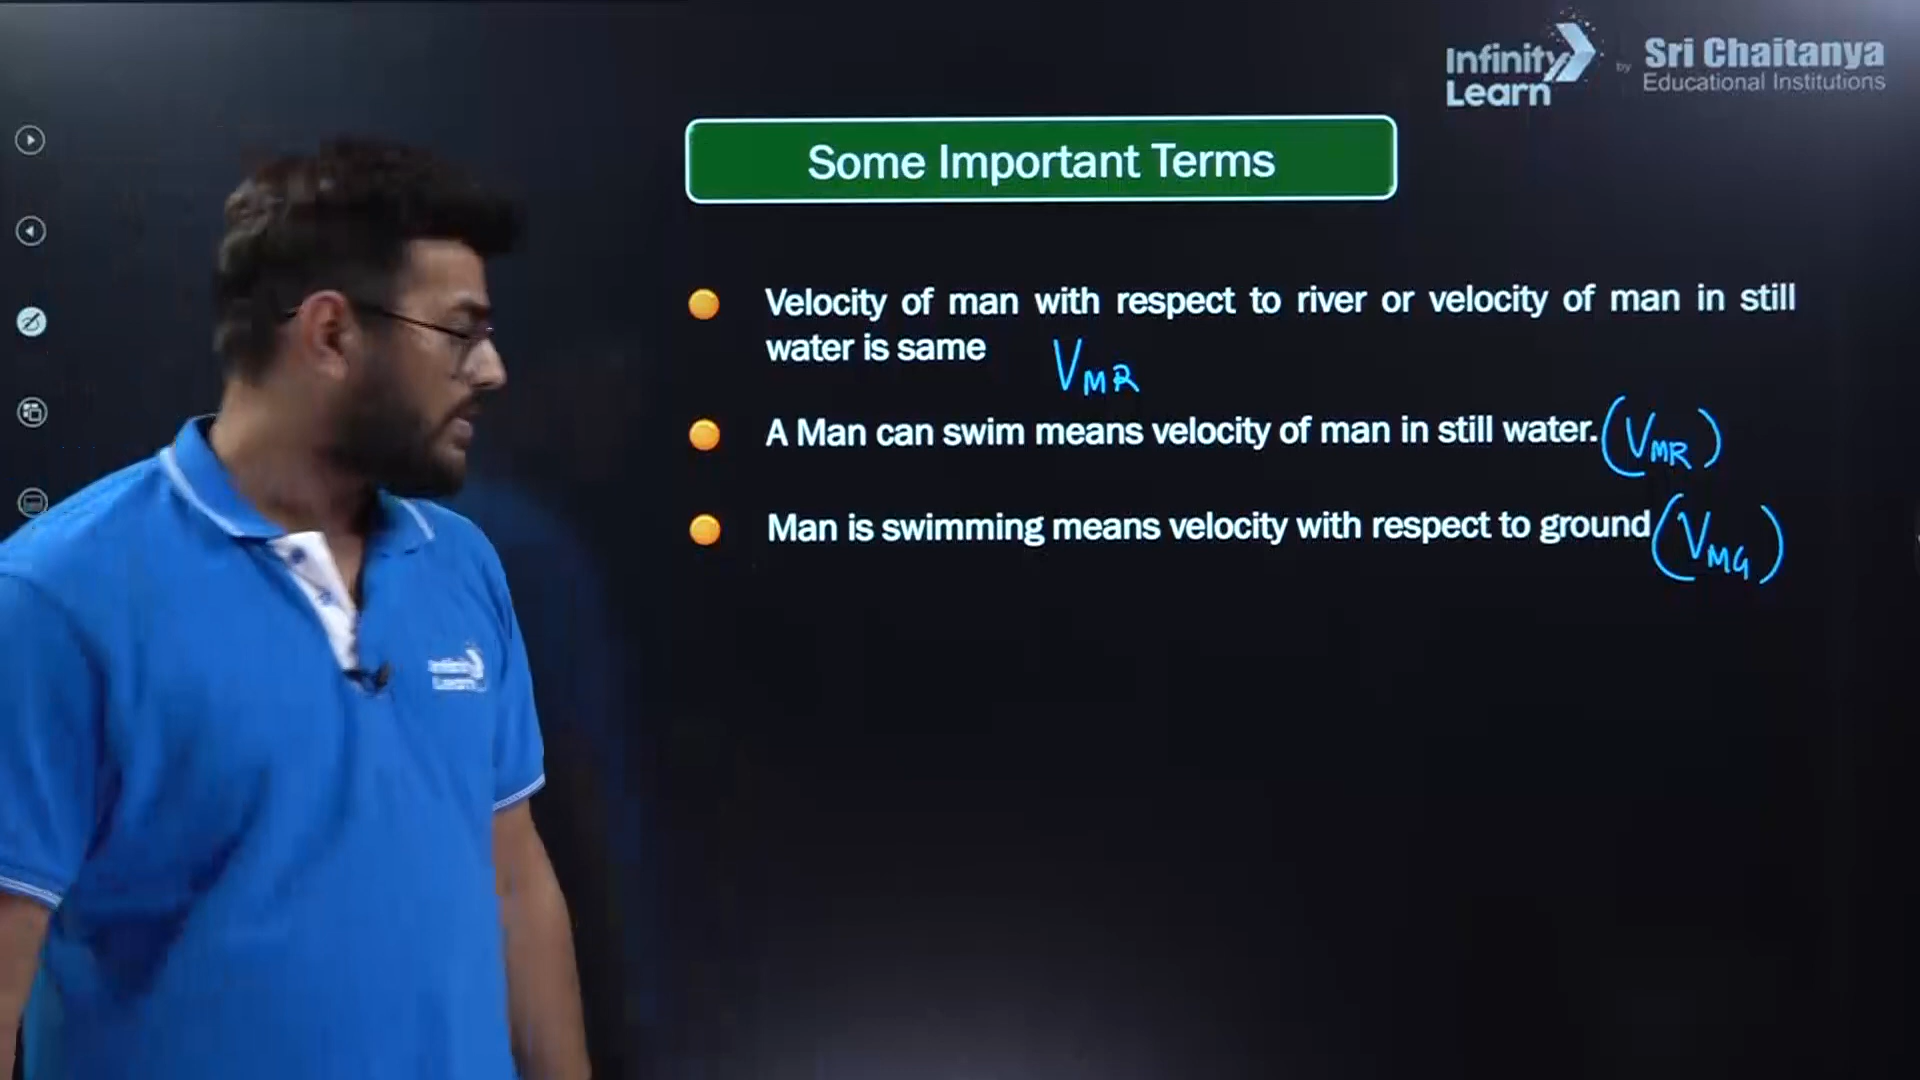 Infinity Learn by Sri Chaitanya Educational Institutions
Some Important Terms
Velocity of man with respect to river or velocity of man in still
water is same V_MR
A Man can swim means velocity of man in still water. (V_MR)
Man is swimming means velocity with respect to ground (V_MG)
Infinity
Learn